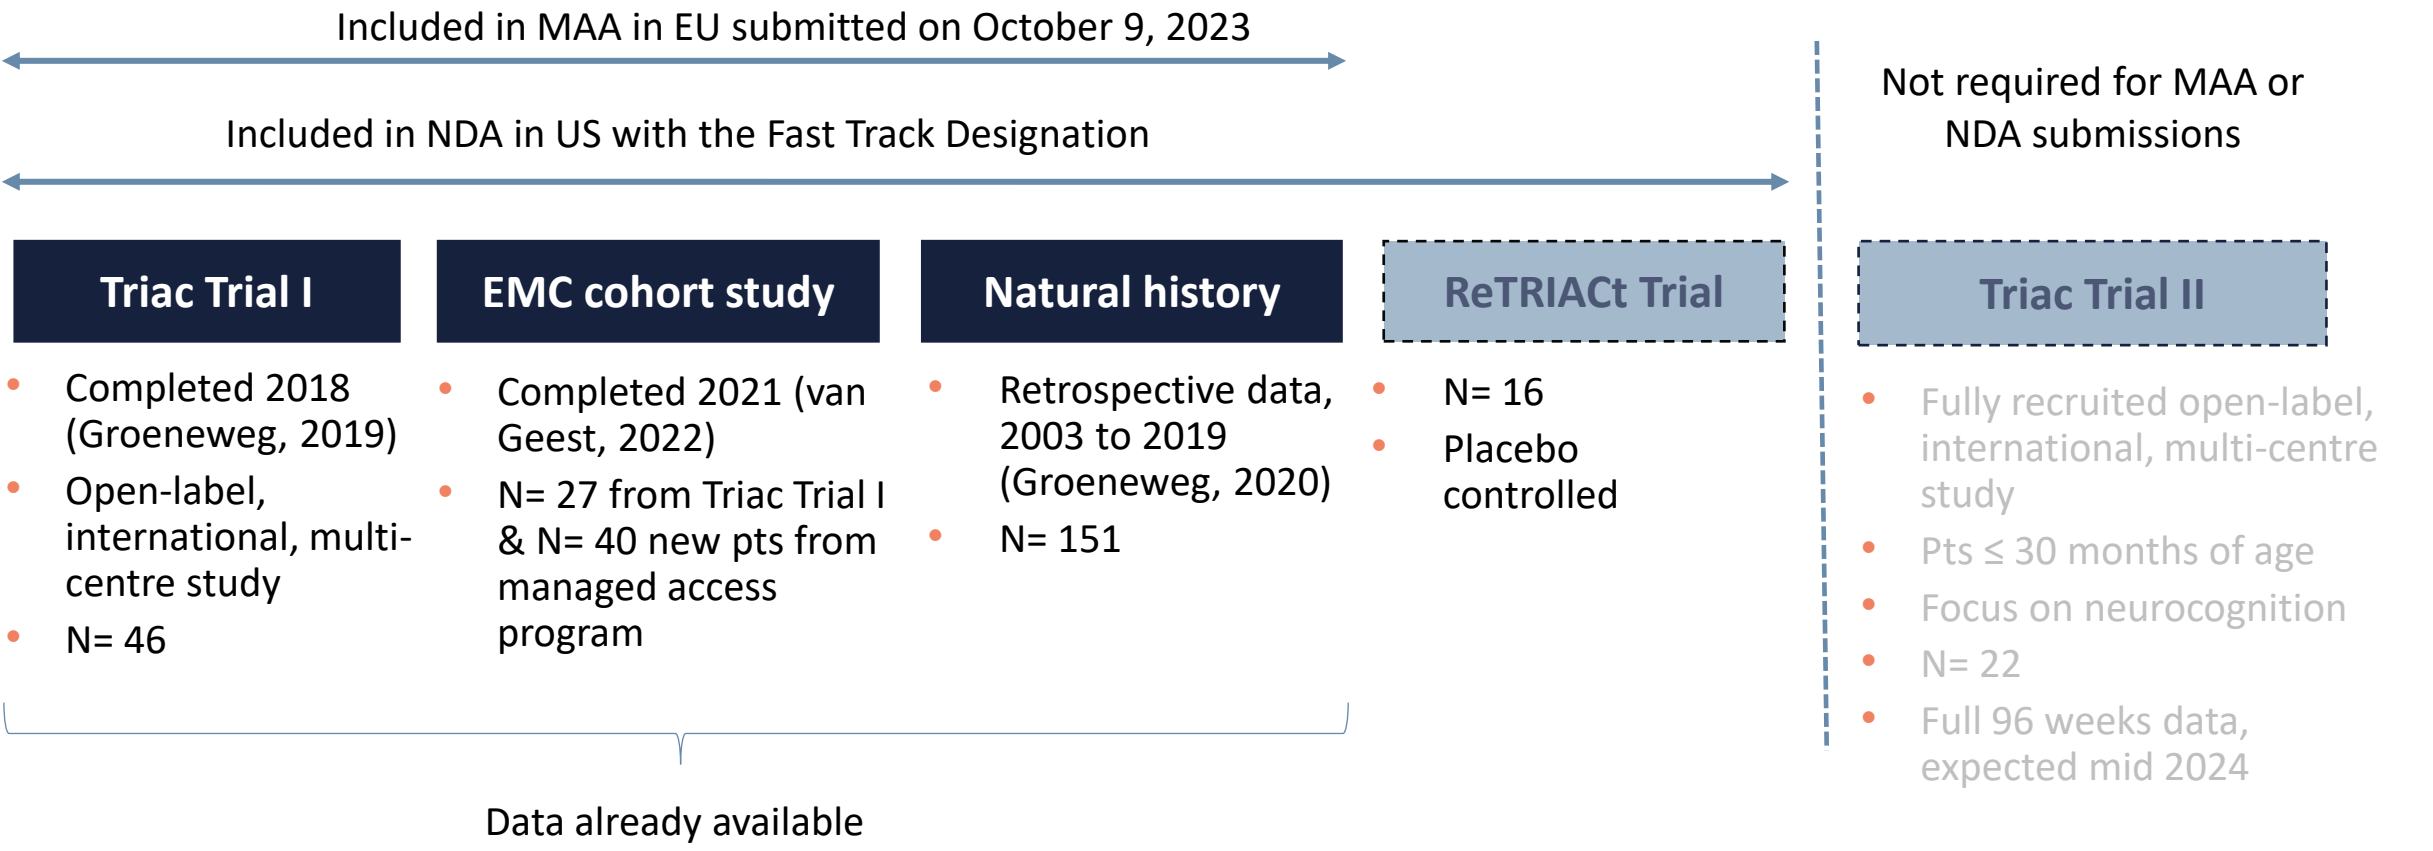 Included in MAA in EU submitted on October 9, 2023
Included in NDA in US with the Fast Track Designation
Not required for MAA or
NDA submissions
Triac Trial I
• Completed 2018
(Groeneweg, 2019)
• Open-label,
international, multi-
centre study
• N= 46
EMC cohort study
• Completed 2021 (van
Geest, 2022)
• N= 27 from Triac Trial I
& N= 40 new pts from
managed access
program
Natural history
• Retrospective data,
2003 to 2019
(Groeneweg, 2020)
• N= 151
ReTRIACt Trial
• N= 16
• Placebo
controlled
Triac Trial II
• Fully recruited open-label,
international, multi-centre
study
• Pts ≤ 30 months of age
• Focus on neurocognition
• N= 22
• Full 96 weeks data,
expected mid 2024
Data already available